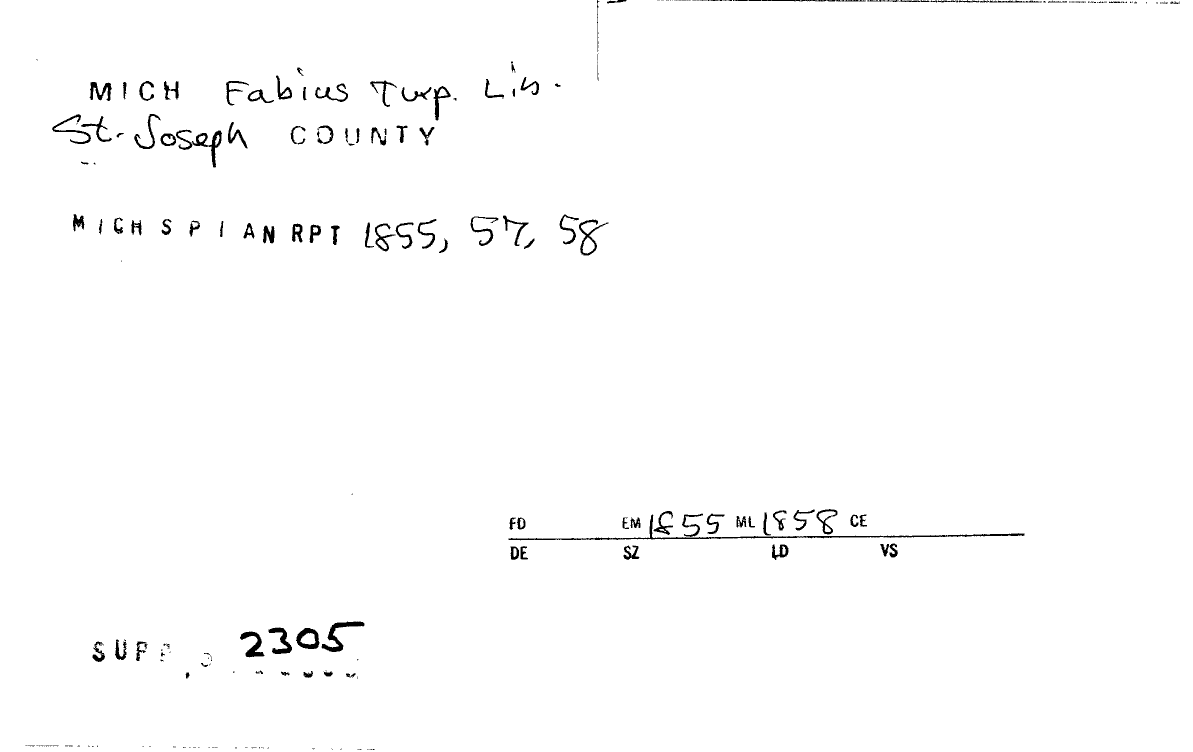 MICH Fabius Twp. Lib.
St. Joseph COUNTY
MICH SPI AN RPT 1855, 57, 58
FD EM 1855 ML 1858 CE
DE SZ LD VS
SUPP 2305